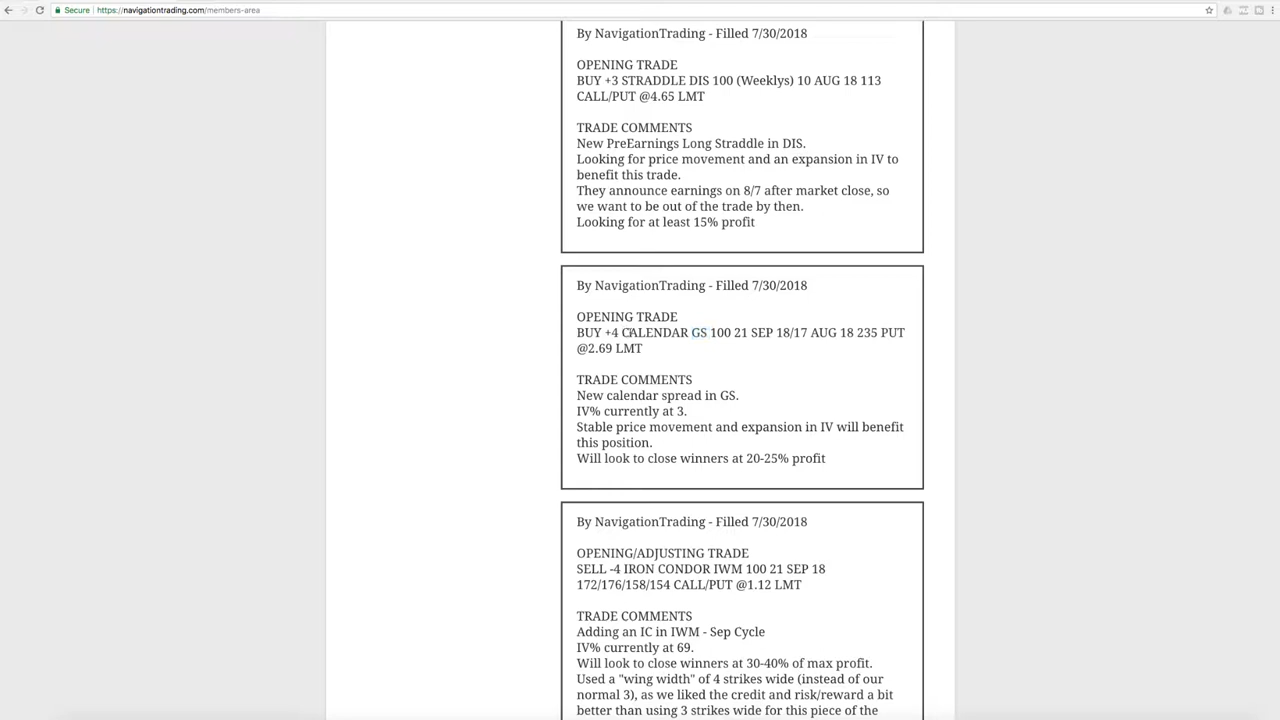 Secure
https://navigationtrading.com/members-area
By NavigationTrading - Filled 7/30/2018
OPENING TRADE
BUY +3 STRADDLE DIS 100 (Weeklys) 10 AUG 18 113
CALL/PUT @4.65 LMT
TRADE COMMENTS
New PreEarnings Long Straddle in DIS.
Looking for price movement and an expansion in IV to
benefit this trade.
They announce earnings on 8/7 after market close, so
we want to be out of the trade by then.
Looking for at least 15% profit
By NavigationTrading - Filled 7/30/2018
OPENING TRADE
BUY +4 CALENDAR GS 100 21 SEP 18/17 AUG 18 235 PUT
@2.69 LMT
TRADE COMMENTS
New calendar spread in GS.
IV% currently at 3.
Stable price movement and expansion in IV will benefit
this position.
Will look to close winners at 20-25% profit
By NavigationTrading - Filled 7/30/2018
OPENING/ADJUSTING TRADE
SELL -4 IRON CONDOR IWM 100 21 SEP 18
172/176/158/154 CALL/PUT @1.12 LMT
TRADE COMMENTS
Adding an IC in IWM - Sep Cycle
IV% currently at 69.
Will look to close winners at 30-40% of max profit.
Used a "wing width" of 4 strikes wide (instead of our
normal 3), as we liked the credit and risk/reward a bit
better than using 3 strikes wide for this piece of the